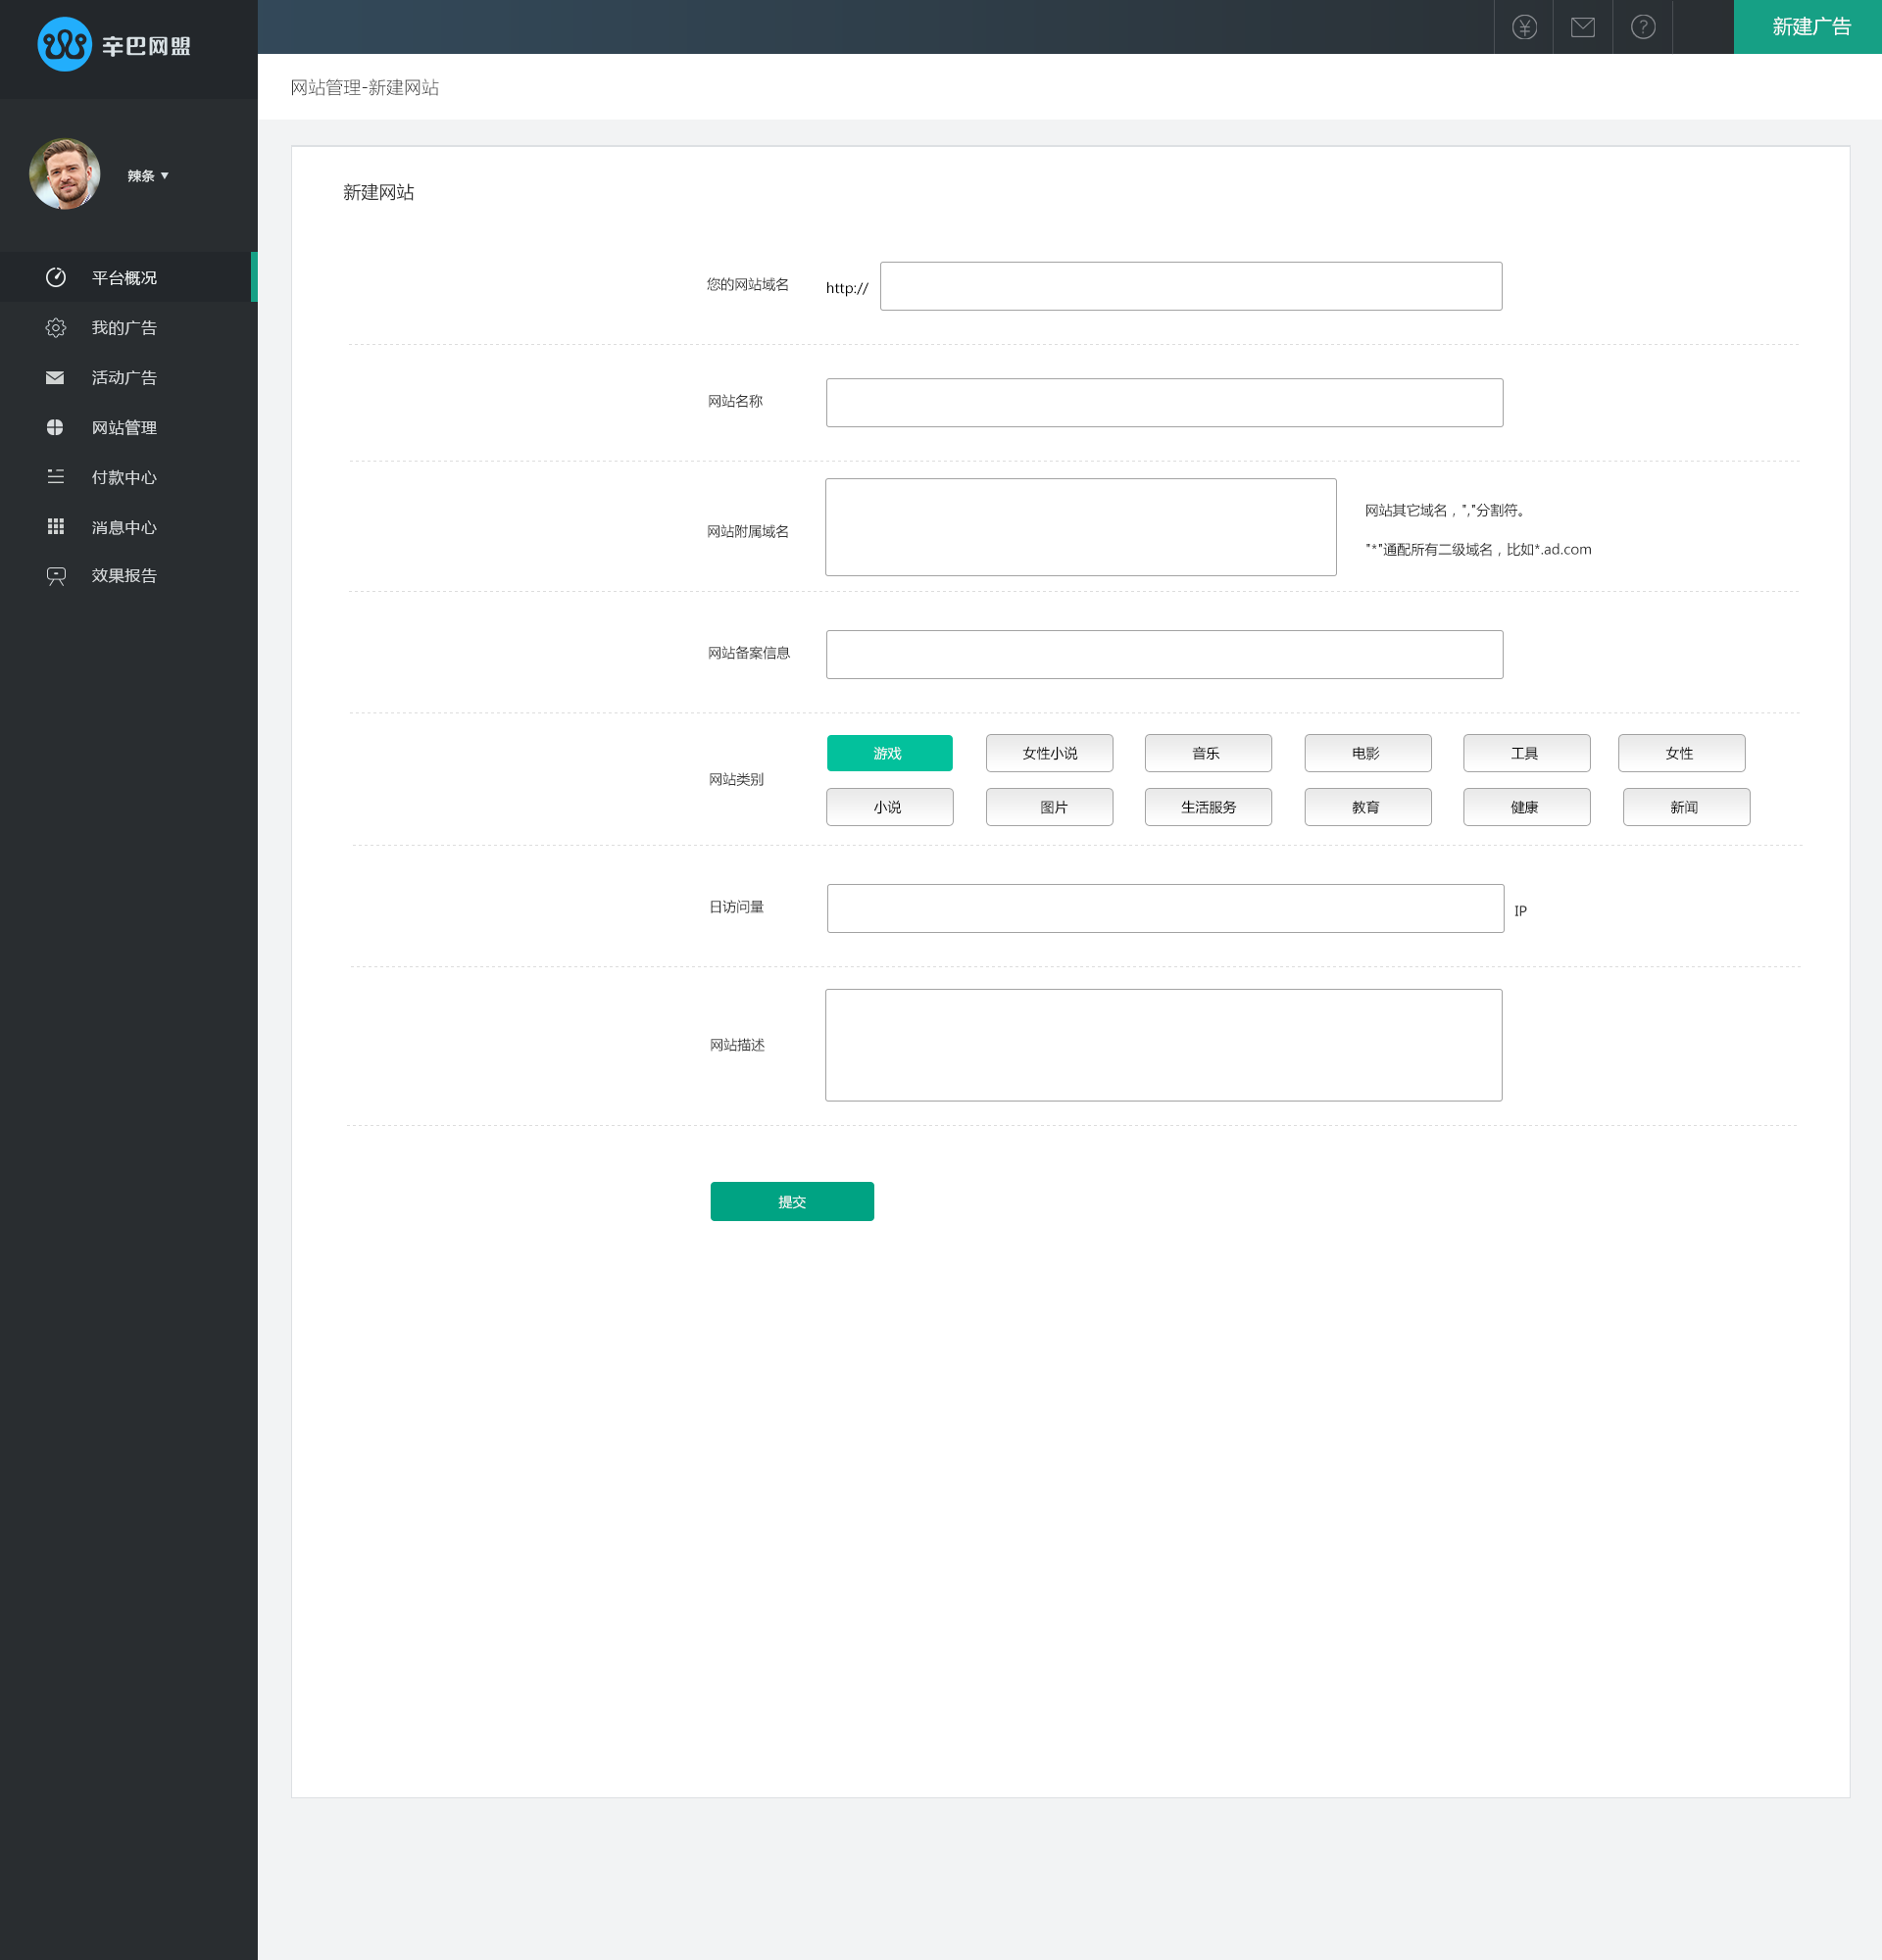 辛巴网盟
新建广告
网站管理-新建网站
辣条
平台概况
我的广告
活动广告
网站管理
付款中心
消息中心
效果报告
新建网站
您的网站域名 http://
网站名称
网站附属域名
网站其它域名，","分割符。
"*"通配所有二级域名，比如*.ad.com
网站备案信息
网站类别
游戏 女性小说 音乐 电影 工具 女性
小说 图片 生活服务 教育 健康 新闻
日访问量 IP
网站描述
提交